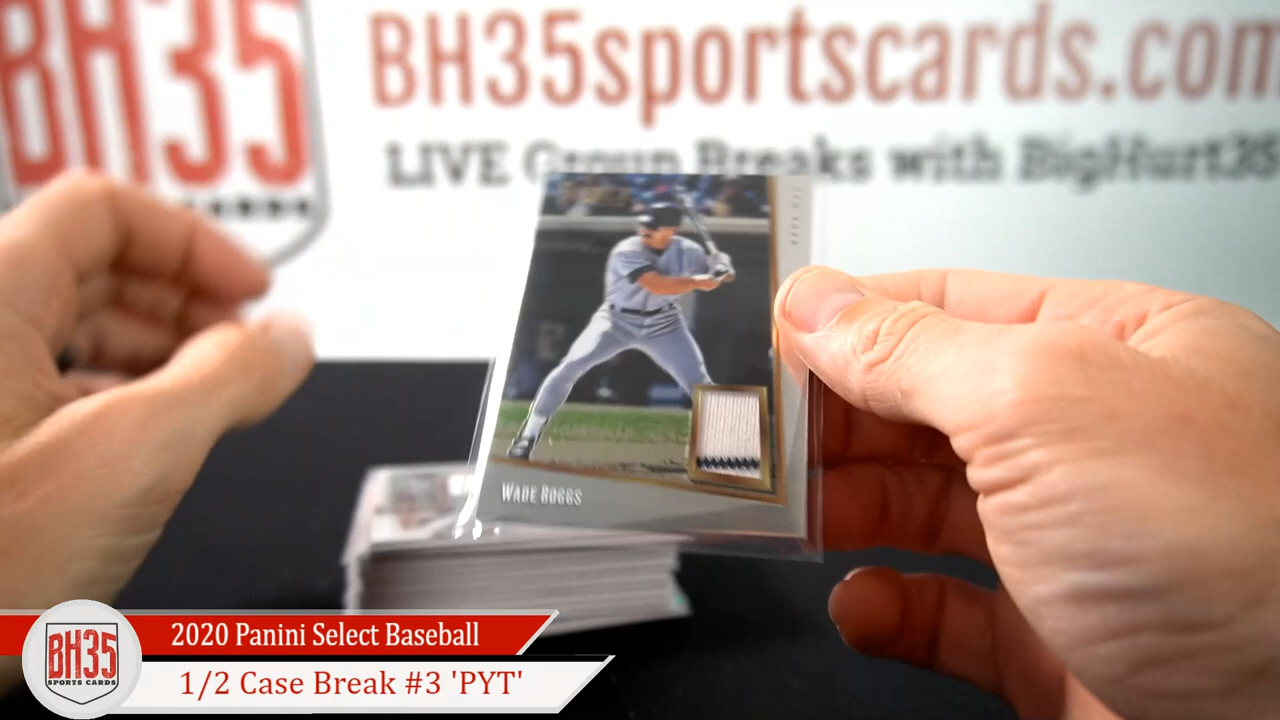 BH35
BH35sportscards.com
LIVE Group Breaks with BigHurt35
WADE BOGGS
BH35
SPORTS CARDS
2020 Panini Select Baseball
1/2 Case Break #3 'PYT'